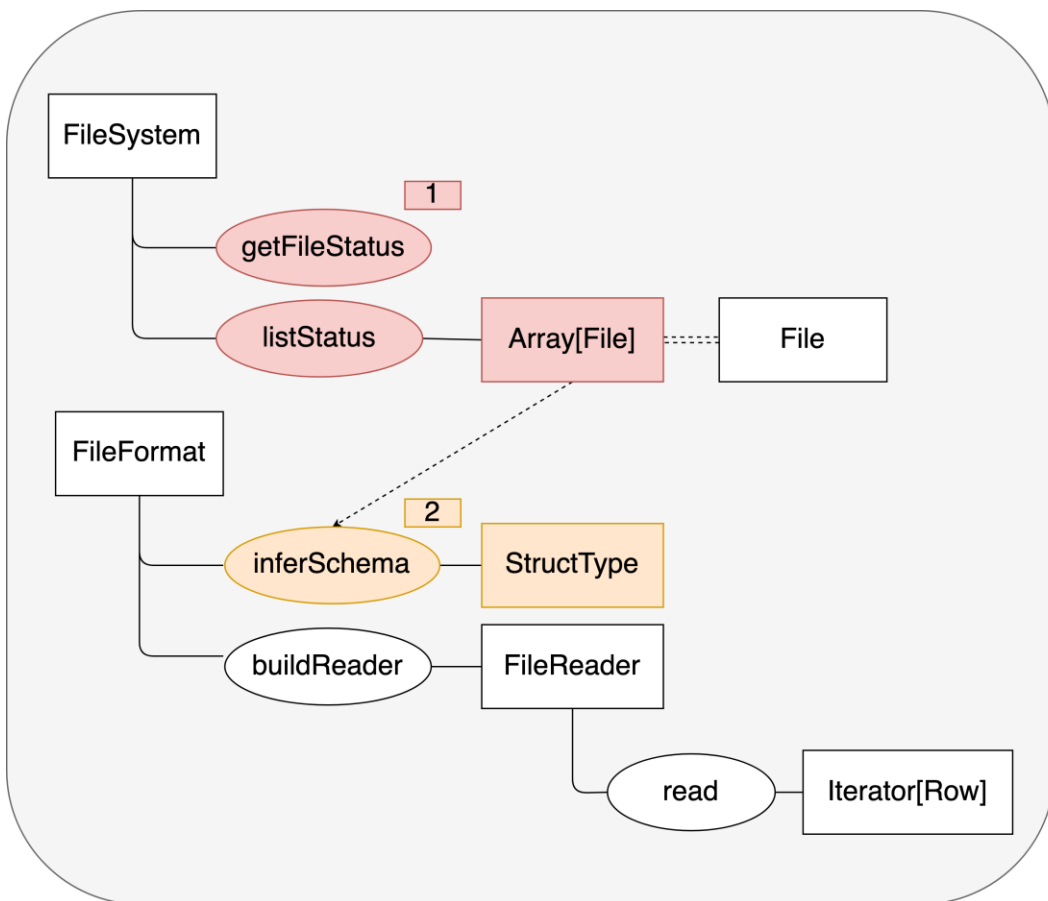 FileSystem
1
getFileStatus
listStatus
Array[File]
File
FileFormat
2
inferSchema
StructType
buildReader
FileReader
read
Iterator[Row]